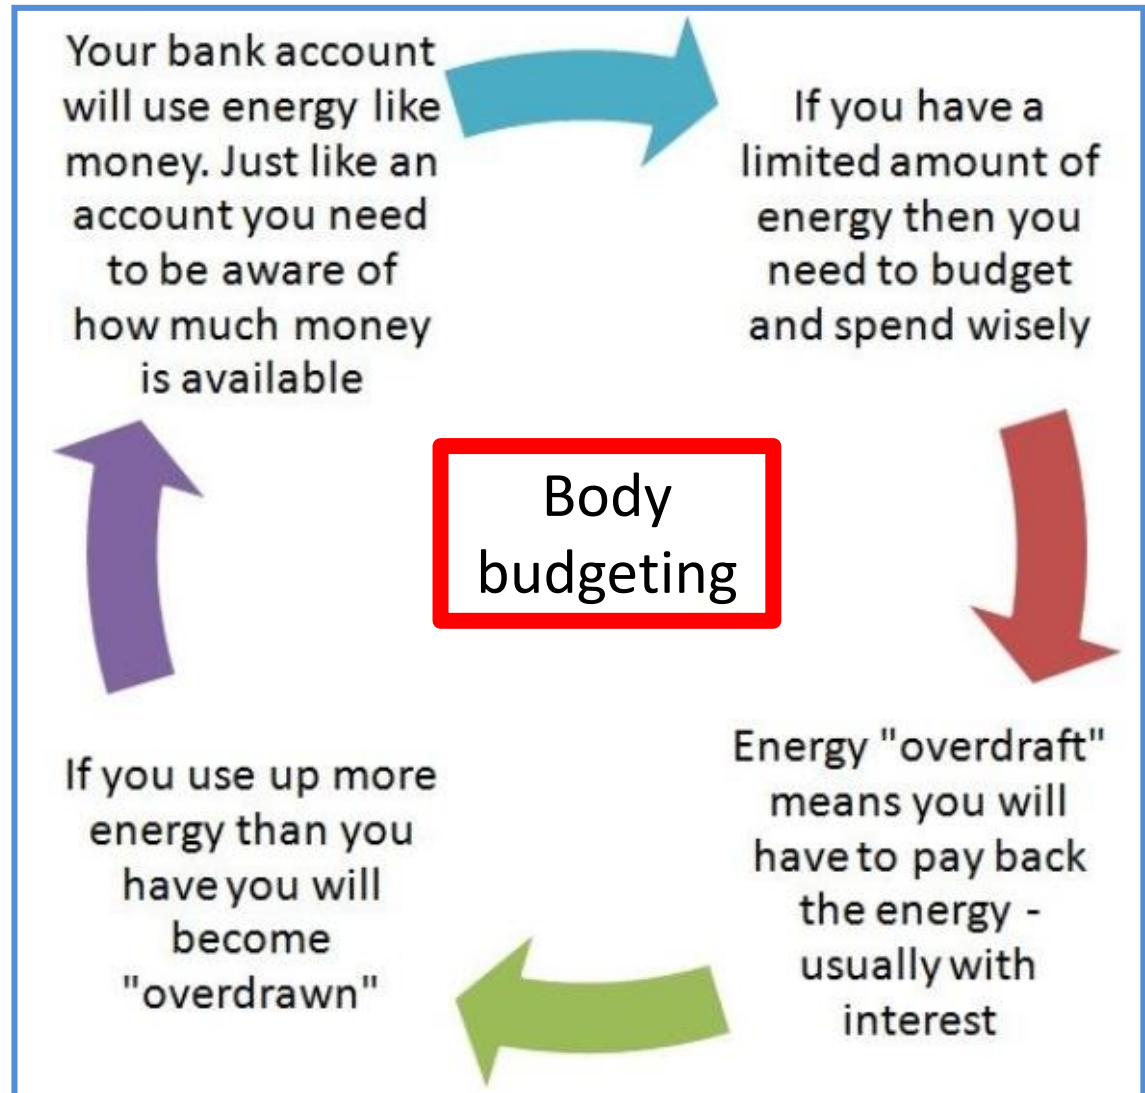 Your bank account
will use energy like
money. Just like an
account you need
to be aware of
how much money
is available
If you have a
limited amount of
energy then you
need to budget
and spend wisely
Body
budgeting
Energy "overdraft"
means you will
have to pay back
the energy -
usually with
interest
If you use up more
energy than you
have you will
become
"overdrawn"